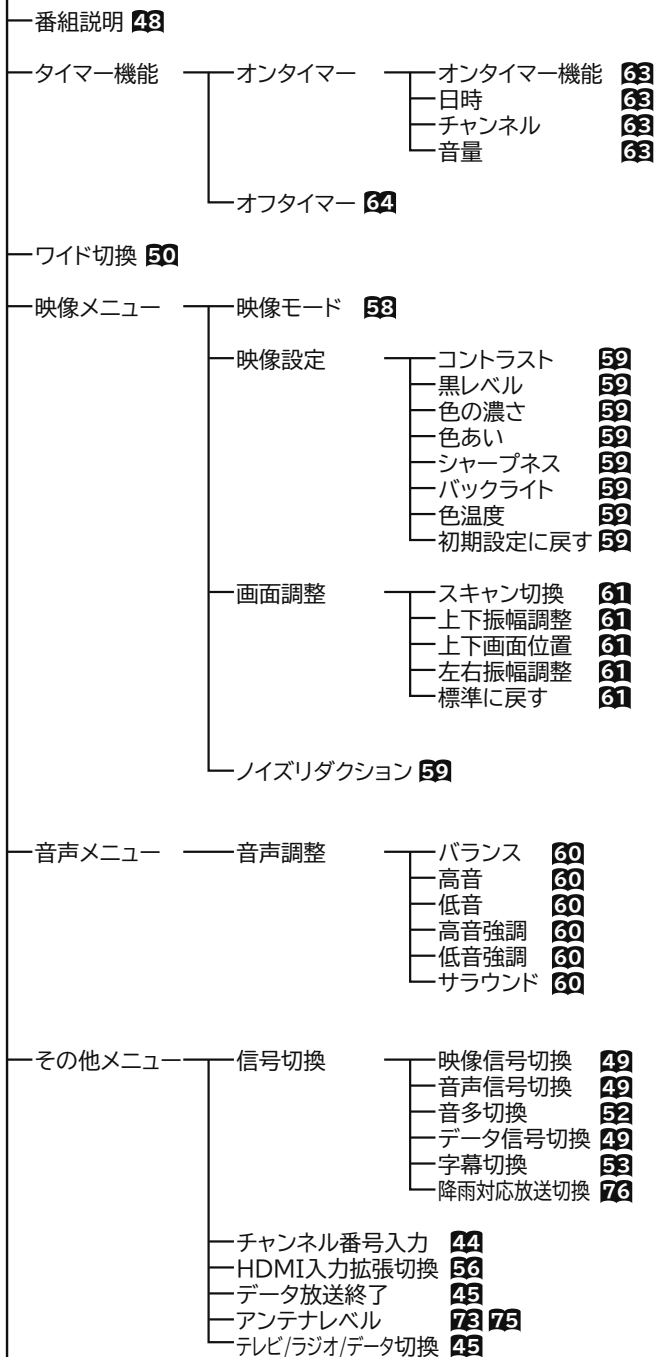 番組説明 48
タイマー機能 オンタイマー オンタイマー機能 63
日時 63
チャンネル 63
音量 63
オフタイマー 64
ワイド切換 50
映像メニュー 映像モード 58
映像設定 コントラスト 59
黒レベル 59
色の濃さ 59
色あい 59
シャープネス 59
バックライト 59
色温度 59
初期設定に戻す 59
画面調整 スキャン切換 61
上下振幅調整 61
上下画面位置 61
左右振幅調整 61
標準に戻す 61
ノイズリダクション 59
音声メニュー 音声調整 バランス 60
高音 60
低音 60
高音強調 60
低音強調 60
サラウンド 60
その他メニュー 信号切換 映像信号切換 49
音声信号切換 49
音多切換 52
データ信号切換 49
字幕切換 53
降雨対応放送切換 76
チャンネル番号入力 44
HDMI入力拡張切換 56
データ放送終了 45
アンテナレベル 73 75
テレビ/ラジオ/データ切換 45